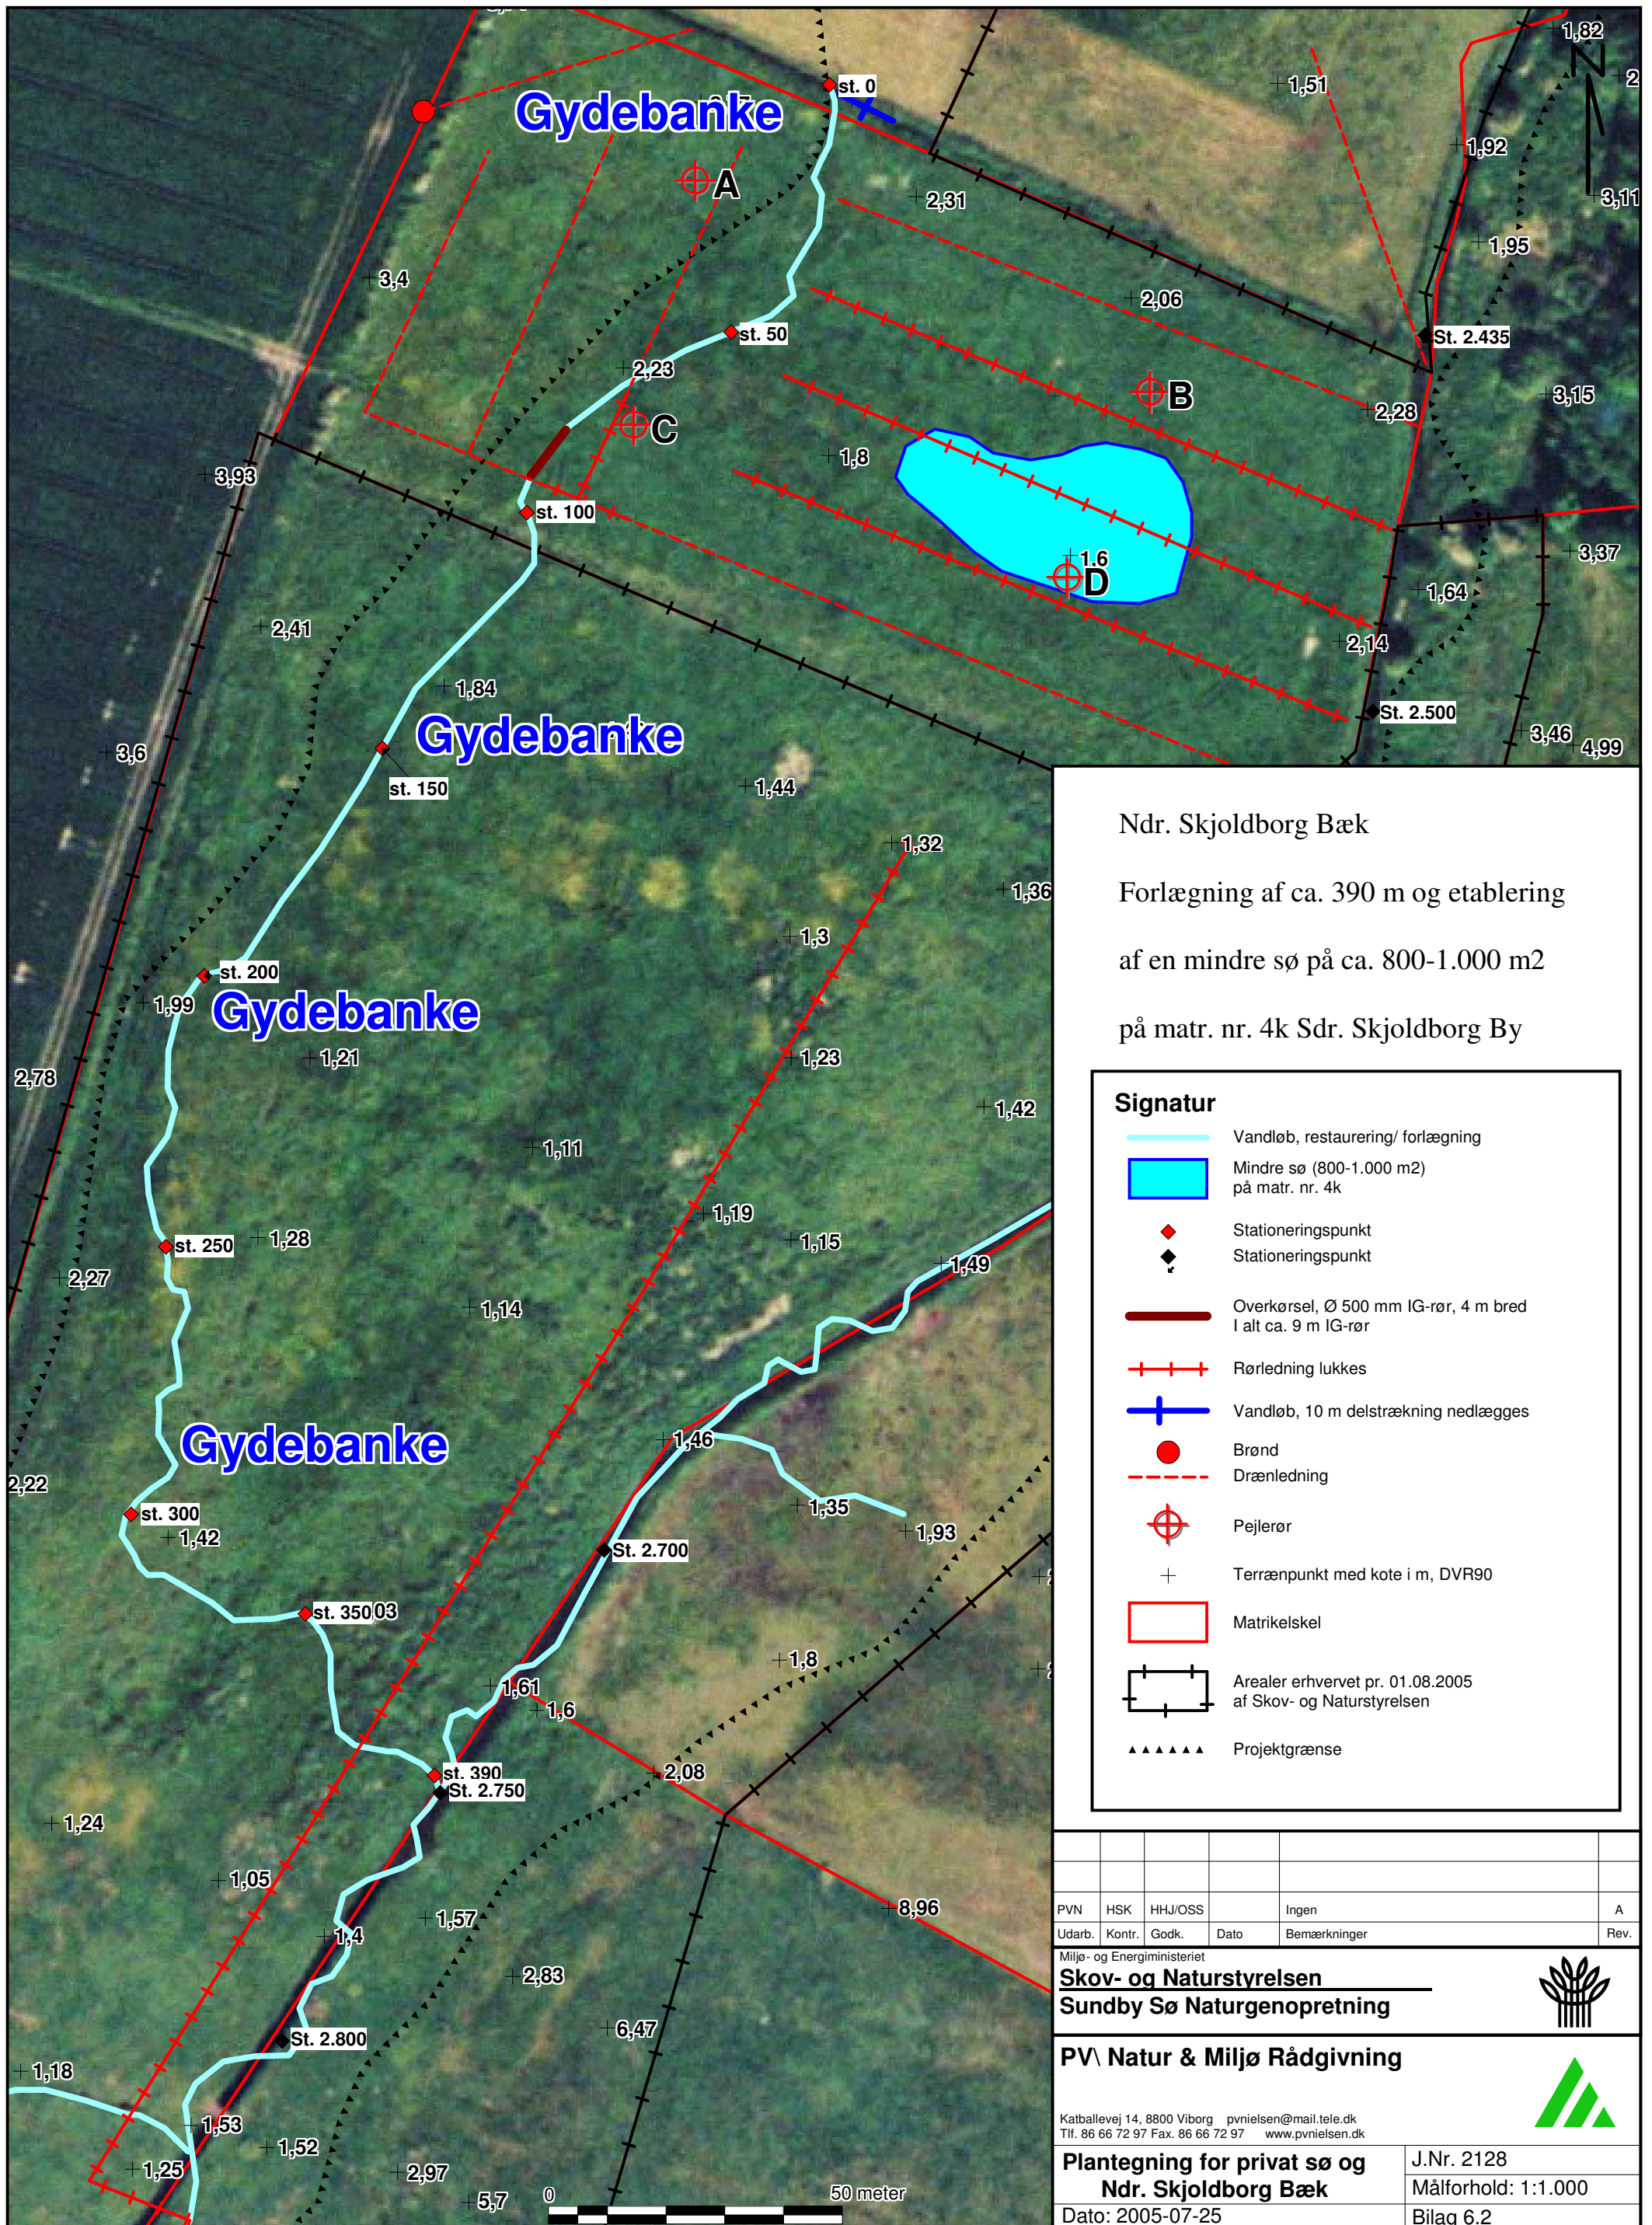 1,82
st. 0
Gydebanke
1,51
N
1,92
A
2,31
3,11
1,95
3,4
2,06
st. 50
St. 2.435
2,23
B
3,15
2,28
C
1,8
3,93
st. 100
1.6
3,37
D
1,64
2,41
2,14
1,84
St. 2.500
Gydebanke
3,46
4,99
3,6
st. 150
1,44
1,32
1,36
1,3
st. 200
1,99
Gydebanke
1,21
1,23
2,78
1,42
1,11
1,19
1,28
1,15
st. 250
1,49
2,27
1,14
Gydebanke
1,46
2,22
1,35
st. 300
1,42
1,93
St. 2.700
st. 350
03
1,8
1,61
1,6
st. 390
2,08
St. 2.750
1,24
1,05
8,96
1,57
1,4
2,83
6,47
St. 2.800
1,18
1,53
1,52
1,25
2,97
5,7
0
50 meter
Ndr. Skjoldborg Bæk
Forlægning af ca. 390 m og etablering
af en mindre sø på ca. 800-1.000 m2
på matr. nr. 4k Sdr. Skjoldborg By
Signatur
Vandløb, restaurering/ forlægning
Mindre sø (800-1.000 m2)
på matr. nr. 4k
Stationeringspunkt
Stationeringspunkt
Overkørsel, Ø 500 mm IG-rør, 4 m bred
I alt ca. 9 m IG-rør
Rørledning lukkes
Vandløb, 10 m delstrækning nedlægges
Brønd
Drænledning
Pejlerør
Terrænpunkt med kote i m, DVR90
Matrikelskel
Arealer erhvervet pr. 01.08.2005
af Skov- og Naturstyrelsen
Projektgrænse
PVN HSK HHJ/OSS Ingen A
Udarb. Kontr. Godk. Dato Bemærkninger Rev.
Miljø- og Energiministeriet
Skov- og Naturstyrelsen
Sundby Sø Naturgenopretning
PV\ Natur & Miljø Rådgivning
Katballevej 14, 8800 Viborg pvnielsen@mail.tele.dk
Tlf. 86 66 72 97 Fax. 86 66 72 97 www.pvnielsen.dk
Plantegning for privat sø og
Ndr. Skjoldborg Bæk
J.Nr. 2128
Målforhold: 1:1.000
Dato: 2005-07-25
Bilag 6.2